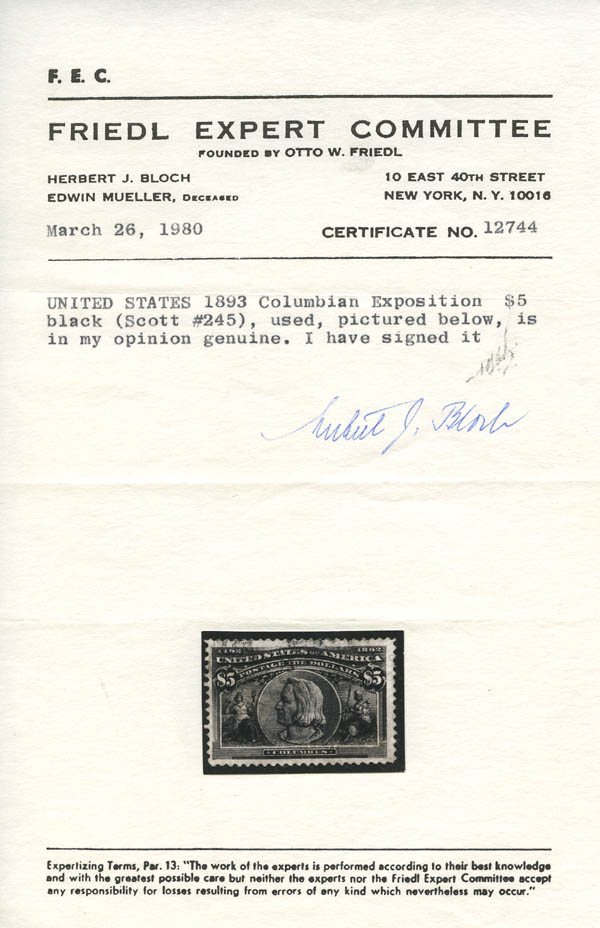 F. E. C.
FRIEDL EXPERT COMMITTEE
FOUNDED BY OTTO W. FRIEDL
HERBERT J. BLOCH
10 EAST 40TH STREET
EDWIN MUELLER, DECEASED
NEW YORK, N. Y. 10016
March 26, 1980
CERTIFICATE NO. 12744
UNITED STATES 1893 Columbian Exposition $5
black (Scott #245), used, pictured below, is
in my opinion genuine. I have signed it
Herbert J. Bloch
1492 1892
UNITED STATES OF AMERICA
POSTAGE FIVE DOLLARS
$5 $5
COLUMBUS
Expertizing Terms, Par. 13: "The work of the experts is performed according to their best knowledge
and with the greatest possible care but neither the experts nor the Friedl Expert Committee accept
any responsibility for losses resulting from errors of any kind which nevertheless may occur."